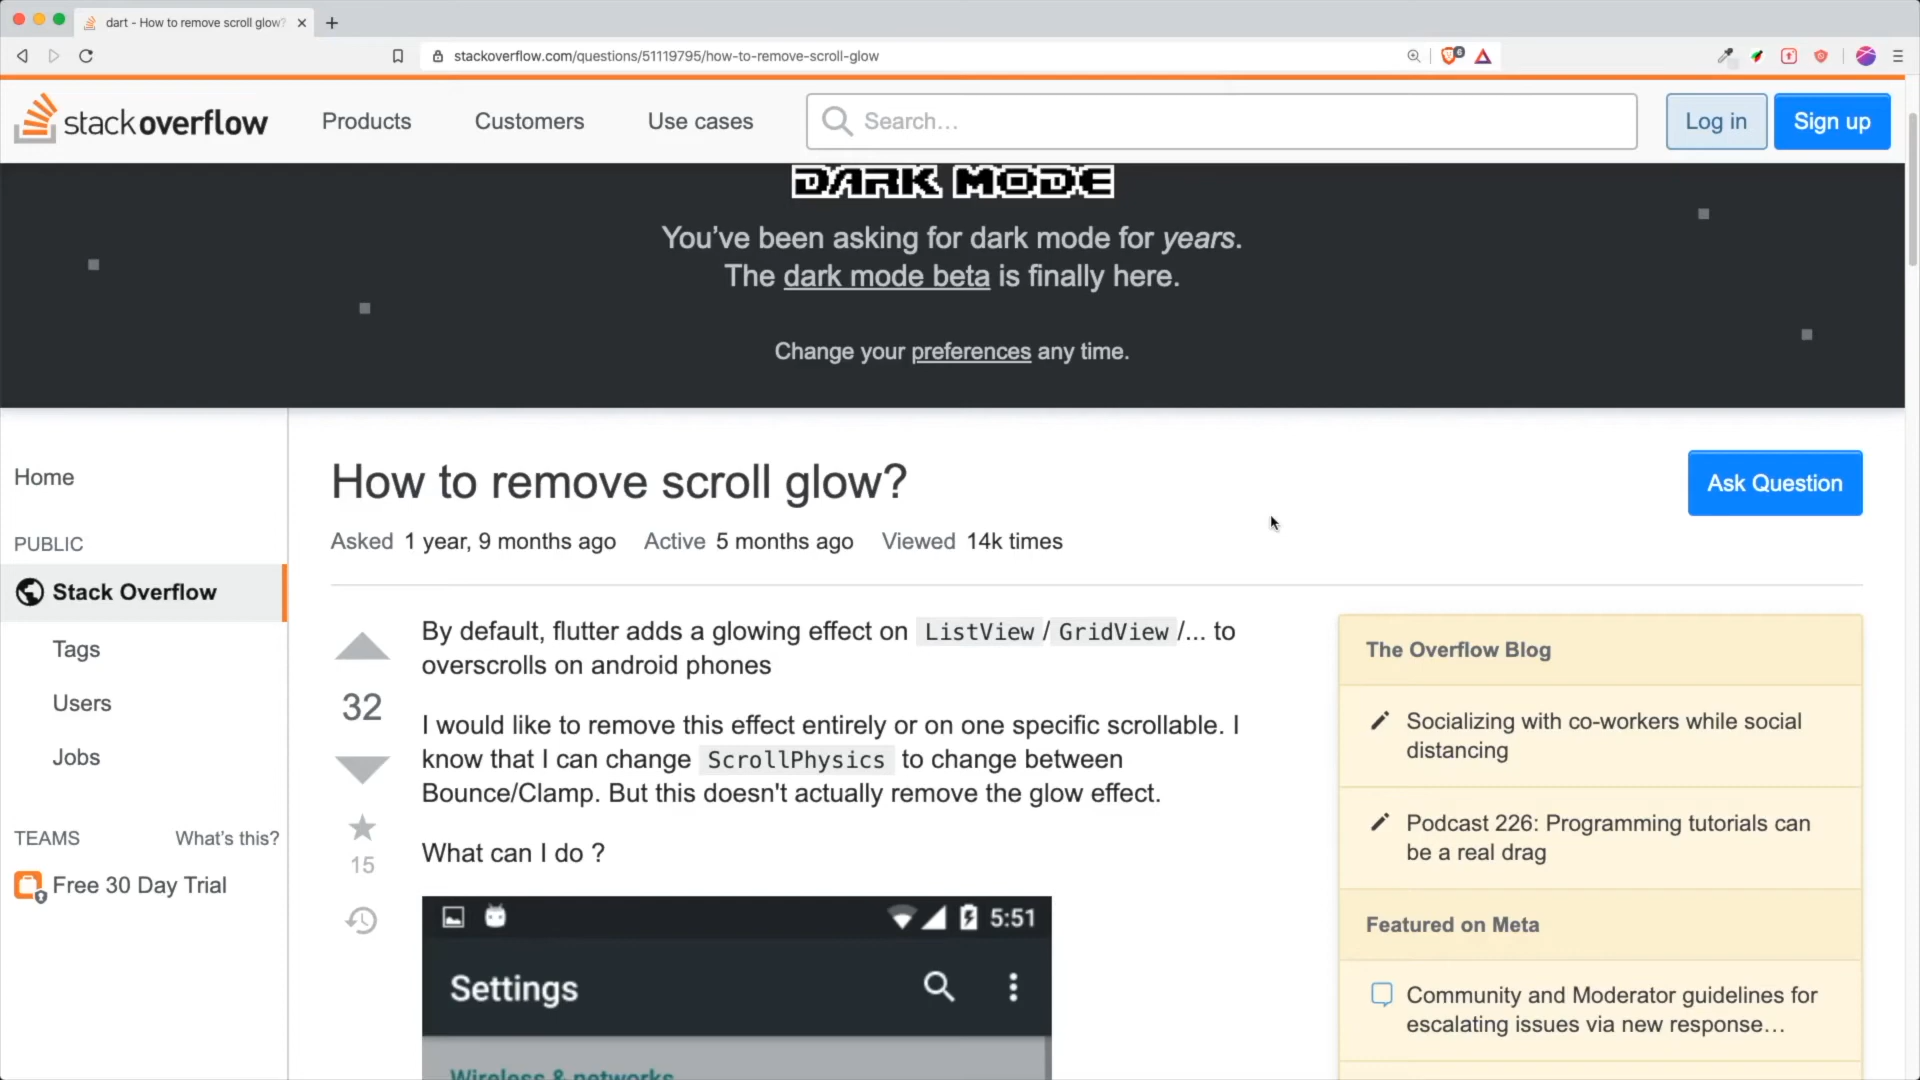 dart - How to remove scroll glow?
stackoverflow.com/questions/51119795/how-to-remove-scroll-glow
6
stackoverflow
Products
Customers
Use cases
Search…
Log in
Sign up
DARK MODE
You’ve been asking for dark mode for years.
The dark mode beta is finally here.
Change your preferences any time.
Home
PUBLIC
Stack Overflow
Tags
Users
Jobs
TEAMS
What’s this?
Free 30 Day Trial
How to remove scroll glow?
Ask Question
Asked 1 year, 9 months ago Active 5 months ago Viewed 14k times
32
15
By default, flutter adds a glowing effect on ListView / GridView /... to
overscrolls on android phones
I would like to remove this effect entirely or on one specific scrollable. I
know that I can change ScrollPhysics to change between
Bounce/Clamp. But this doesn't actually remove the glow effect.
What can I do ?
5:51
Settings
Wireless & networks
The Overflow Blog
Socializing with co-workers while social
distancing
Podcast 226: Programming tutorials can
be a real drag
Featured on Meta
Community and Moderator guidelines for
escalating issues via new response…